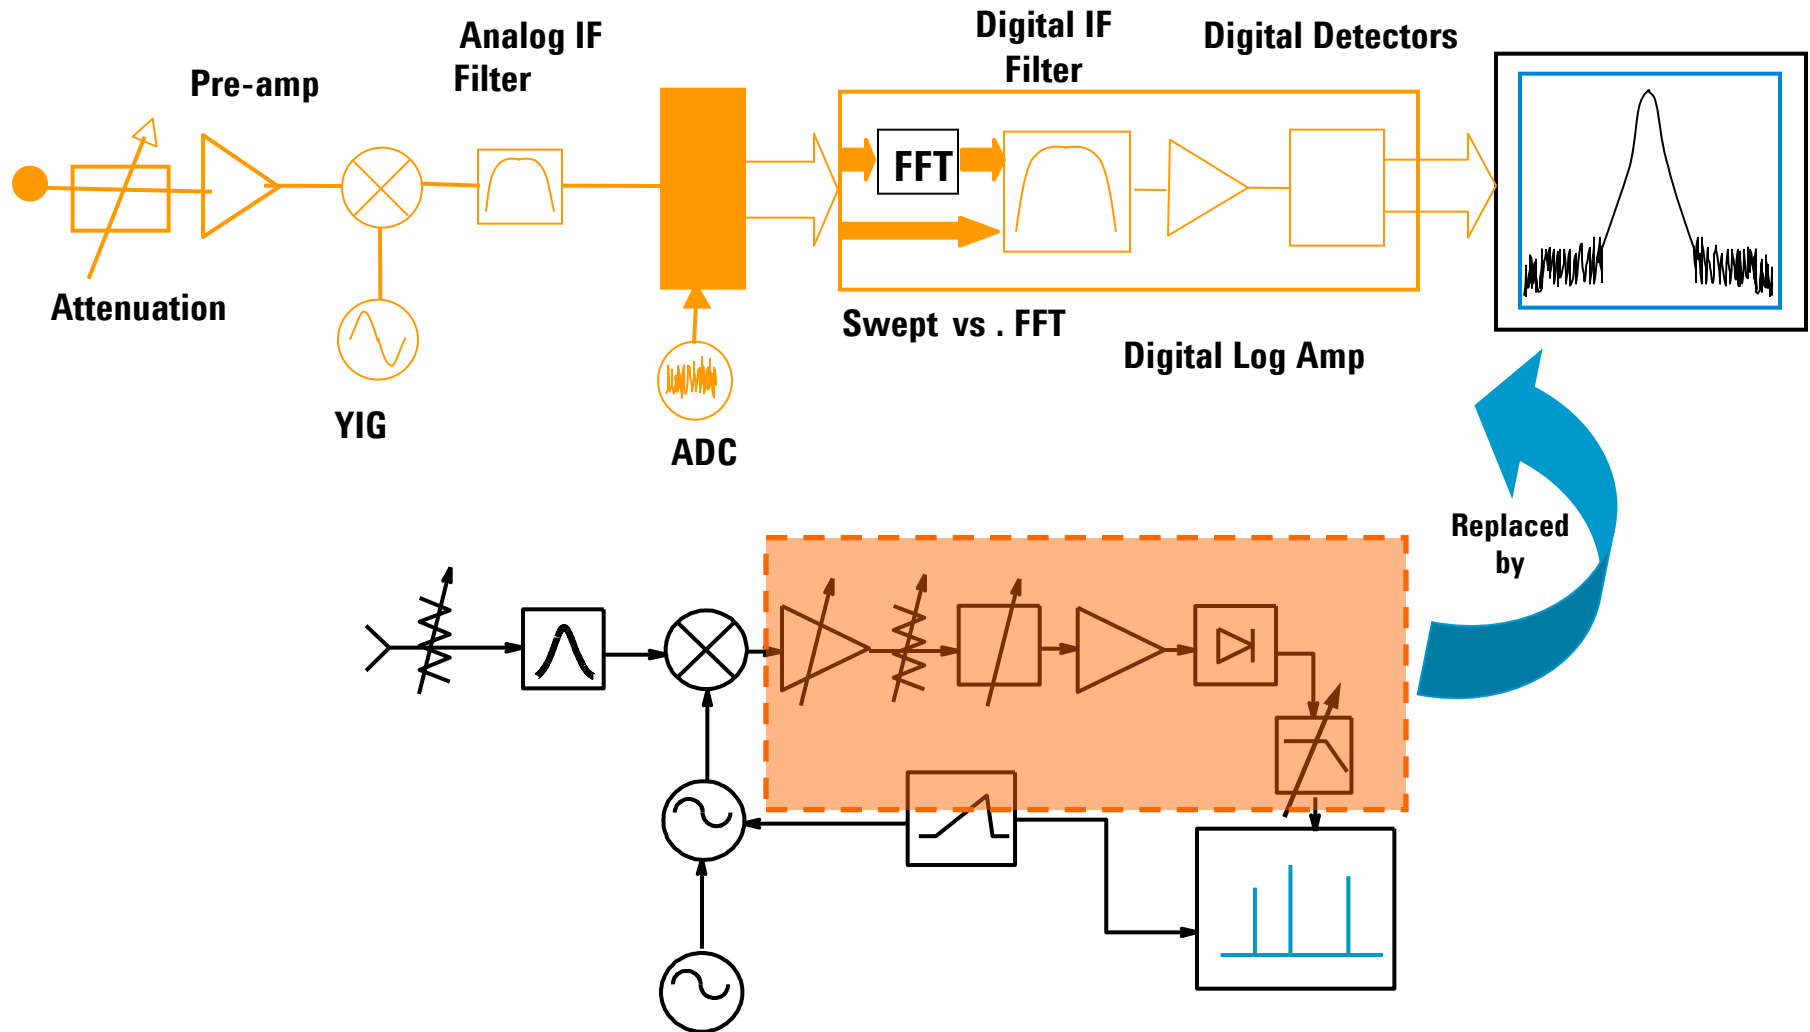 Analog IF
Filter
Digital IF
Filter
Digital Detectors
Pre-amp
FFT
Attenuation
Swept vs . FFT
Digital Log Amp
YIG
ADC
Replaced
by